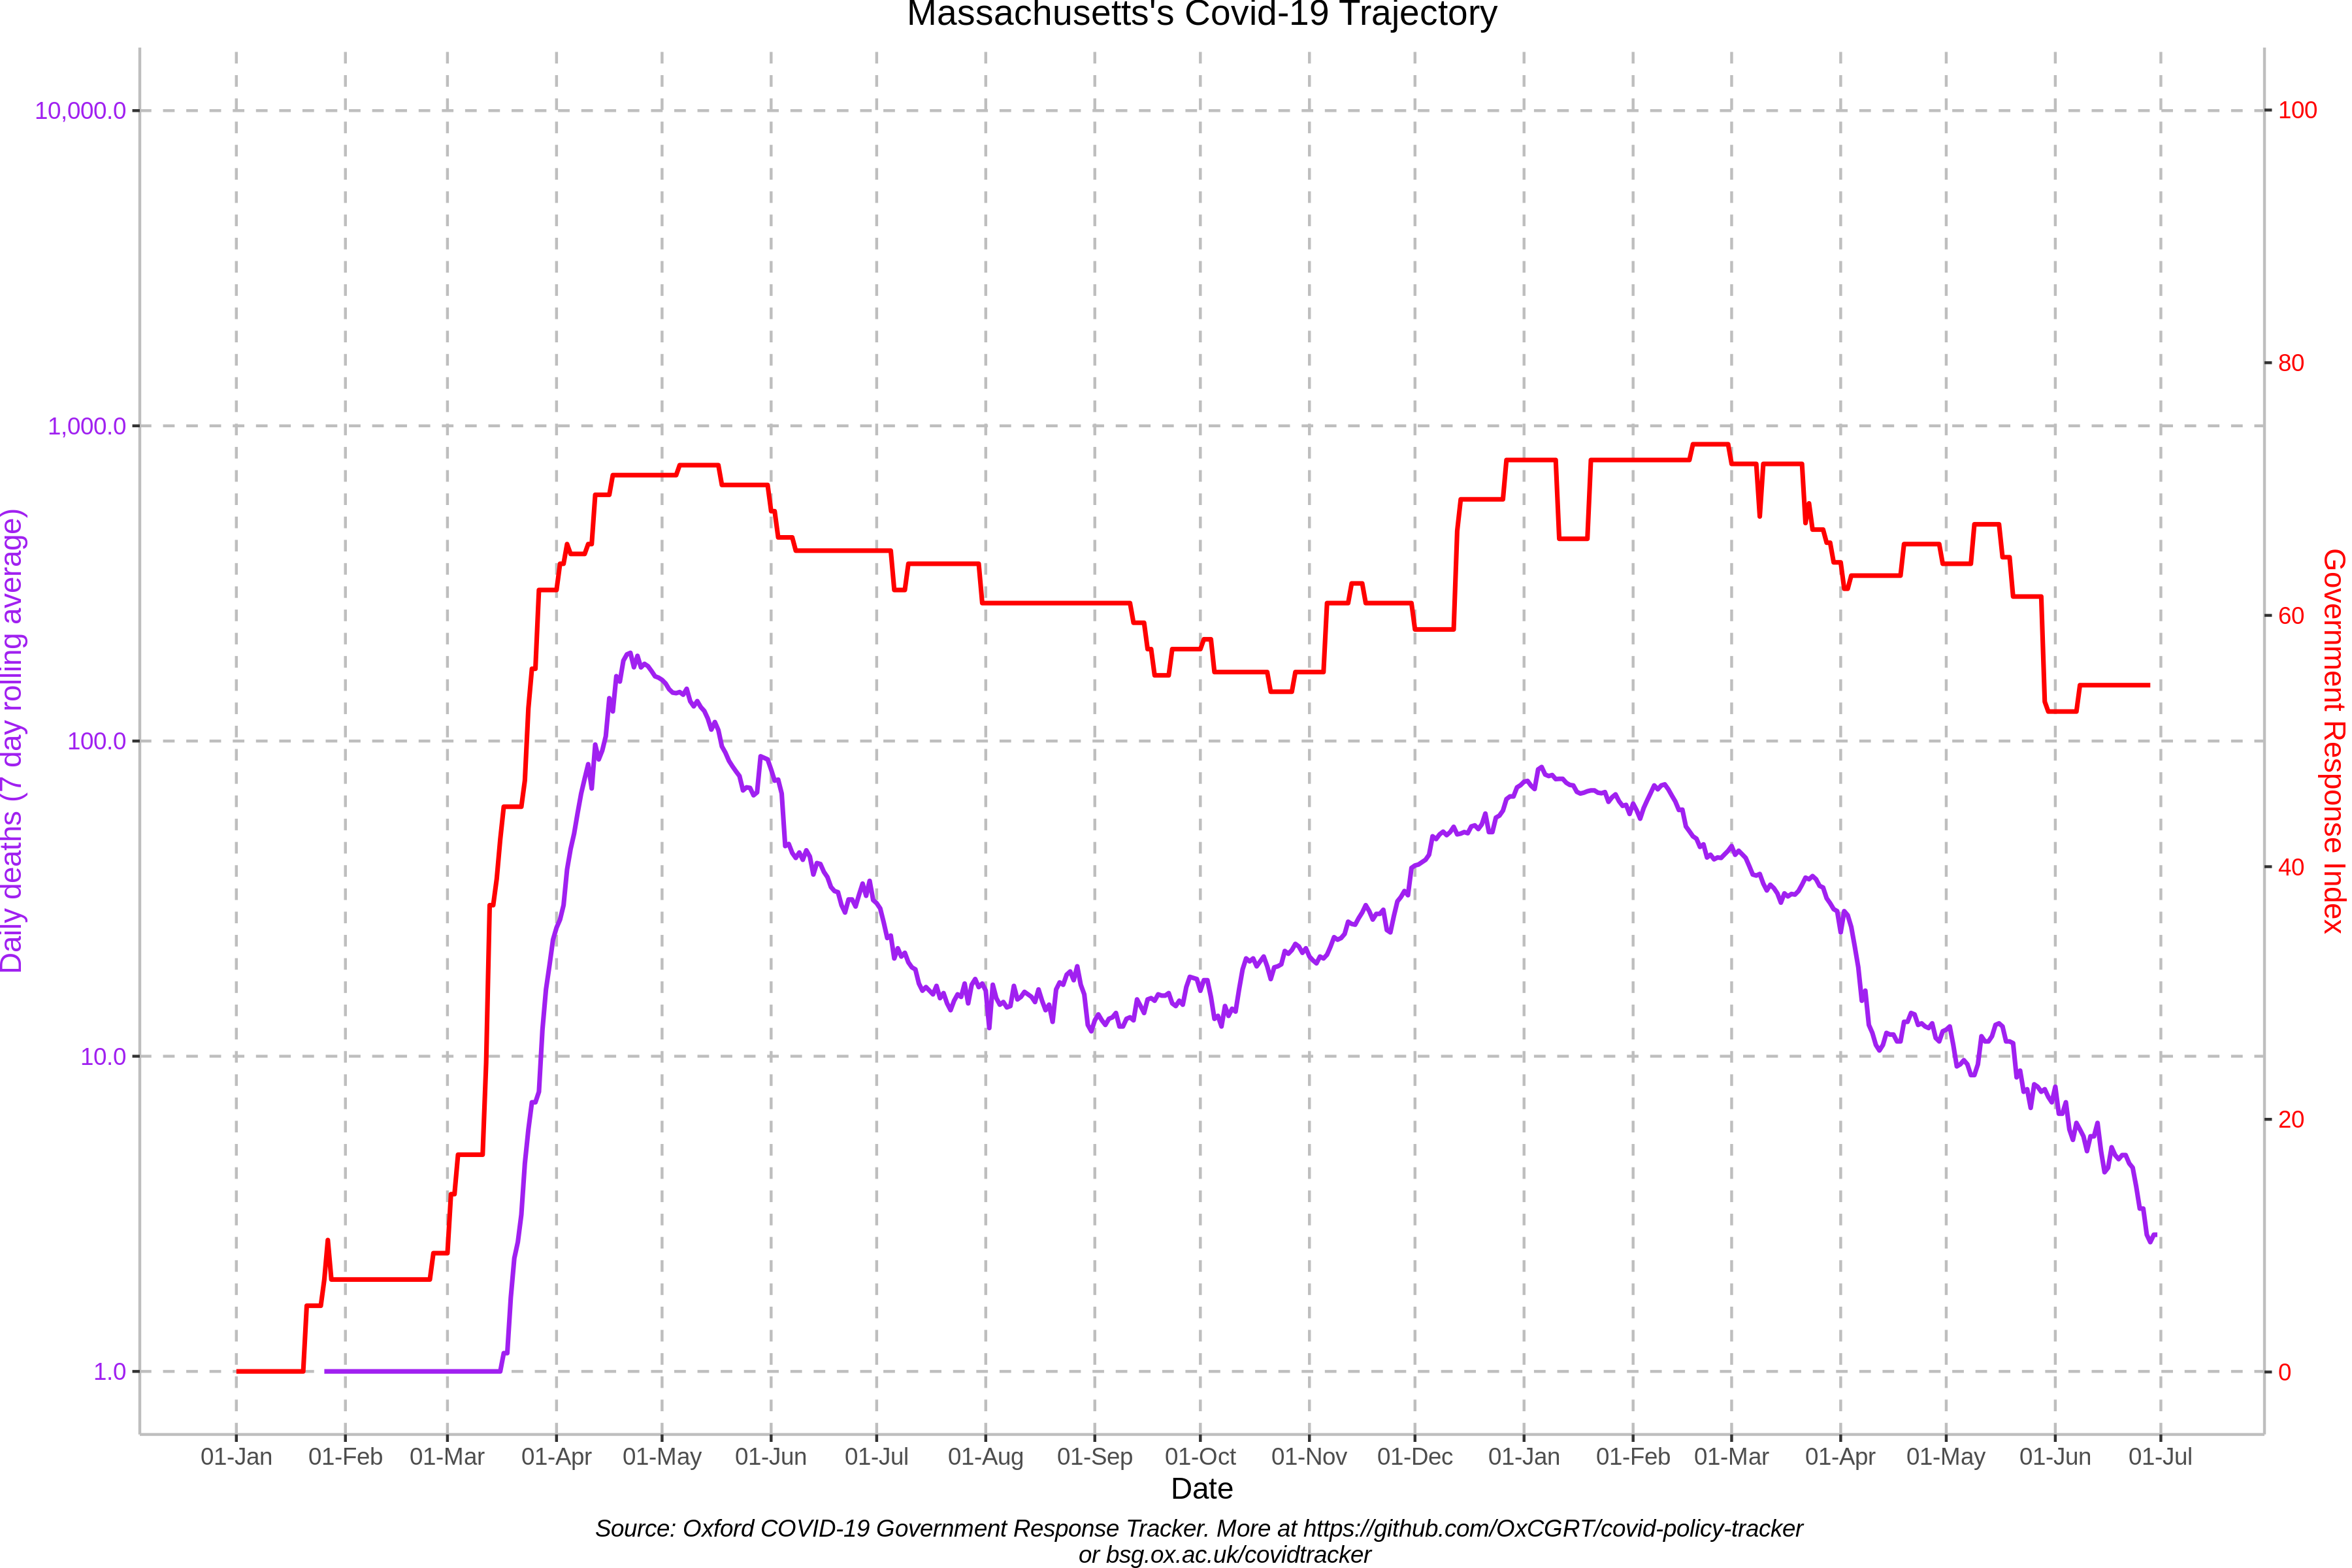 Massachusetts's Covid-19 Trajectory
10,000.0
1,000.0
100.0
10.0
1.0
Daily deaths (7 day rolling average)
100
80
60
40
20
0
Government Response Index
01-Jan 01-Feb 01-Mar 01-Apr 01-May 01-Jun 01-Jul 01-Aug 01-Sep 01-Oct 01-Nov 01-Dec 01-Jan 01-Feb 01-Mar 01-Apr 01-May 01-Jun 01-Jul
Date
Source: Oxford COVID-19 Government Response Tracker. More at https://github.com/OxCGRT/covid-policy-tracker
or bsg.ox.ac.uk/covidtracker